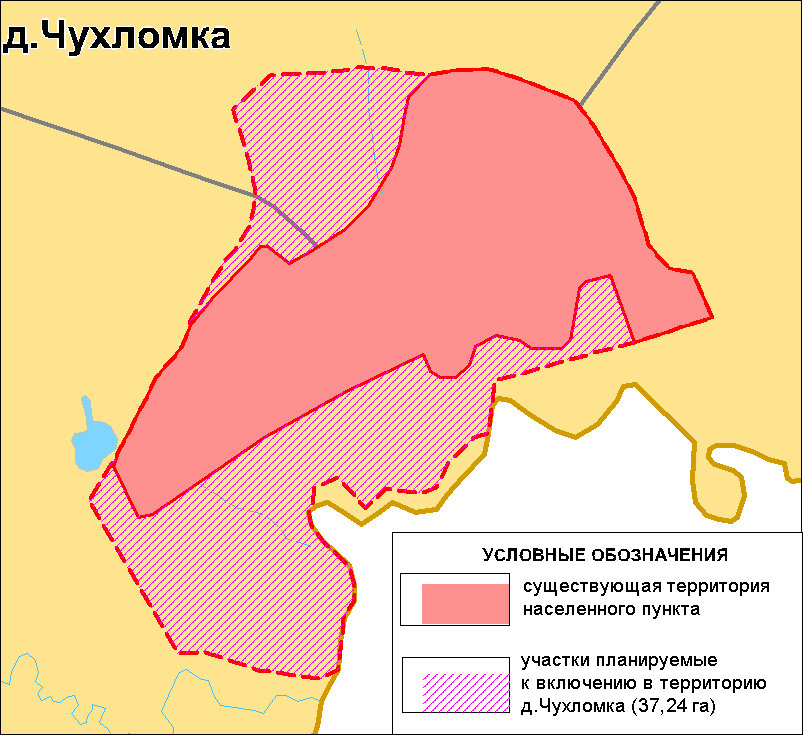 д.Чухломка
УСЛОВНЫЕ ОБОЗНАЧЕНИЯ
существующая территория
населенного пункта
участки планируемые
к включению в территорию
д.Чухломка (37,24 га)